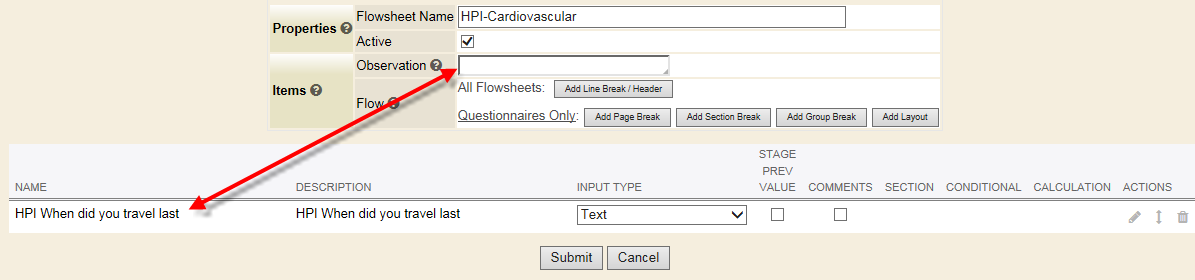 Properties
Flowsheet Name HPI-Cardiovascular
Active
Items
Observation
Flow
All Flowsheets: Add Line Break / Header
Questionnaires Only: Add Page Break Add Section Break Add Group Break Add Layout
NAME DESCRIPTION INPUT TYPE STAGE PREV VALUE COMMENTS SECTION CONDITIONAL CALCULATION ACTIONS
HPI When did you travel last HPI When did you travel last Text
Submit Cancel